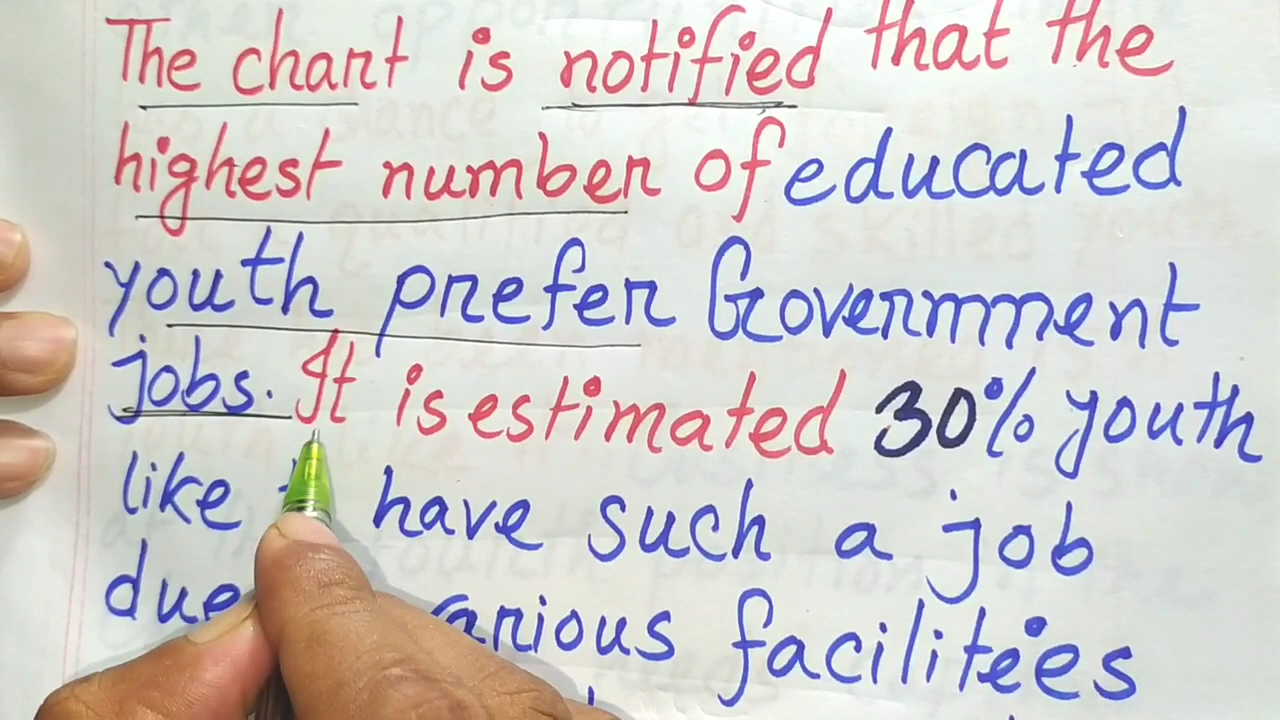 The chart is notified that the
highest number of educated
youth prefer Government
jobs. It is estimated 30% youth
like have such a job
due various facilitees